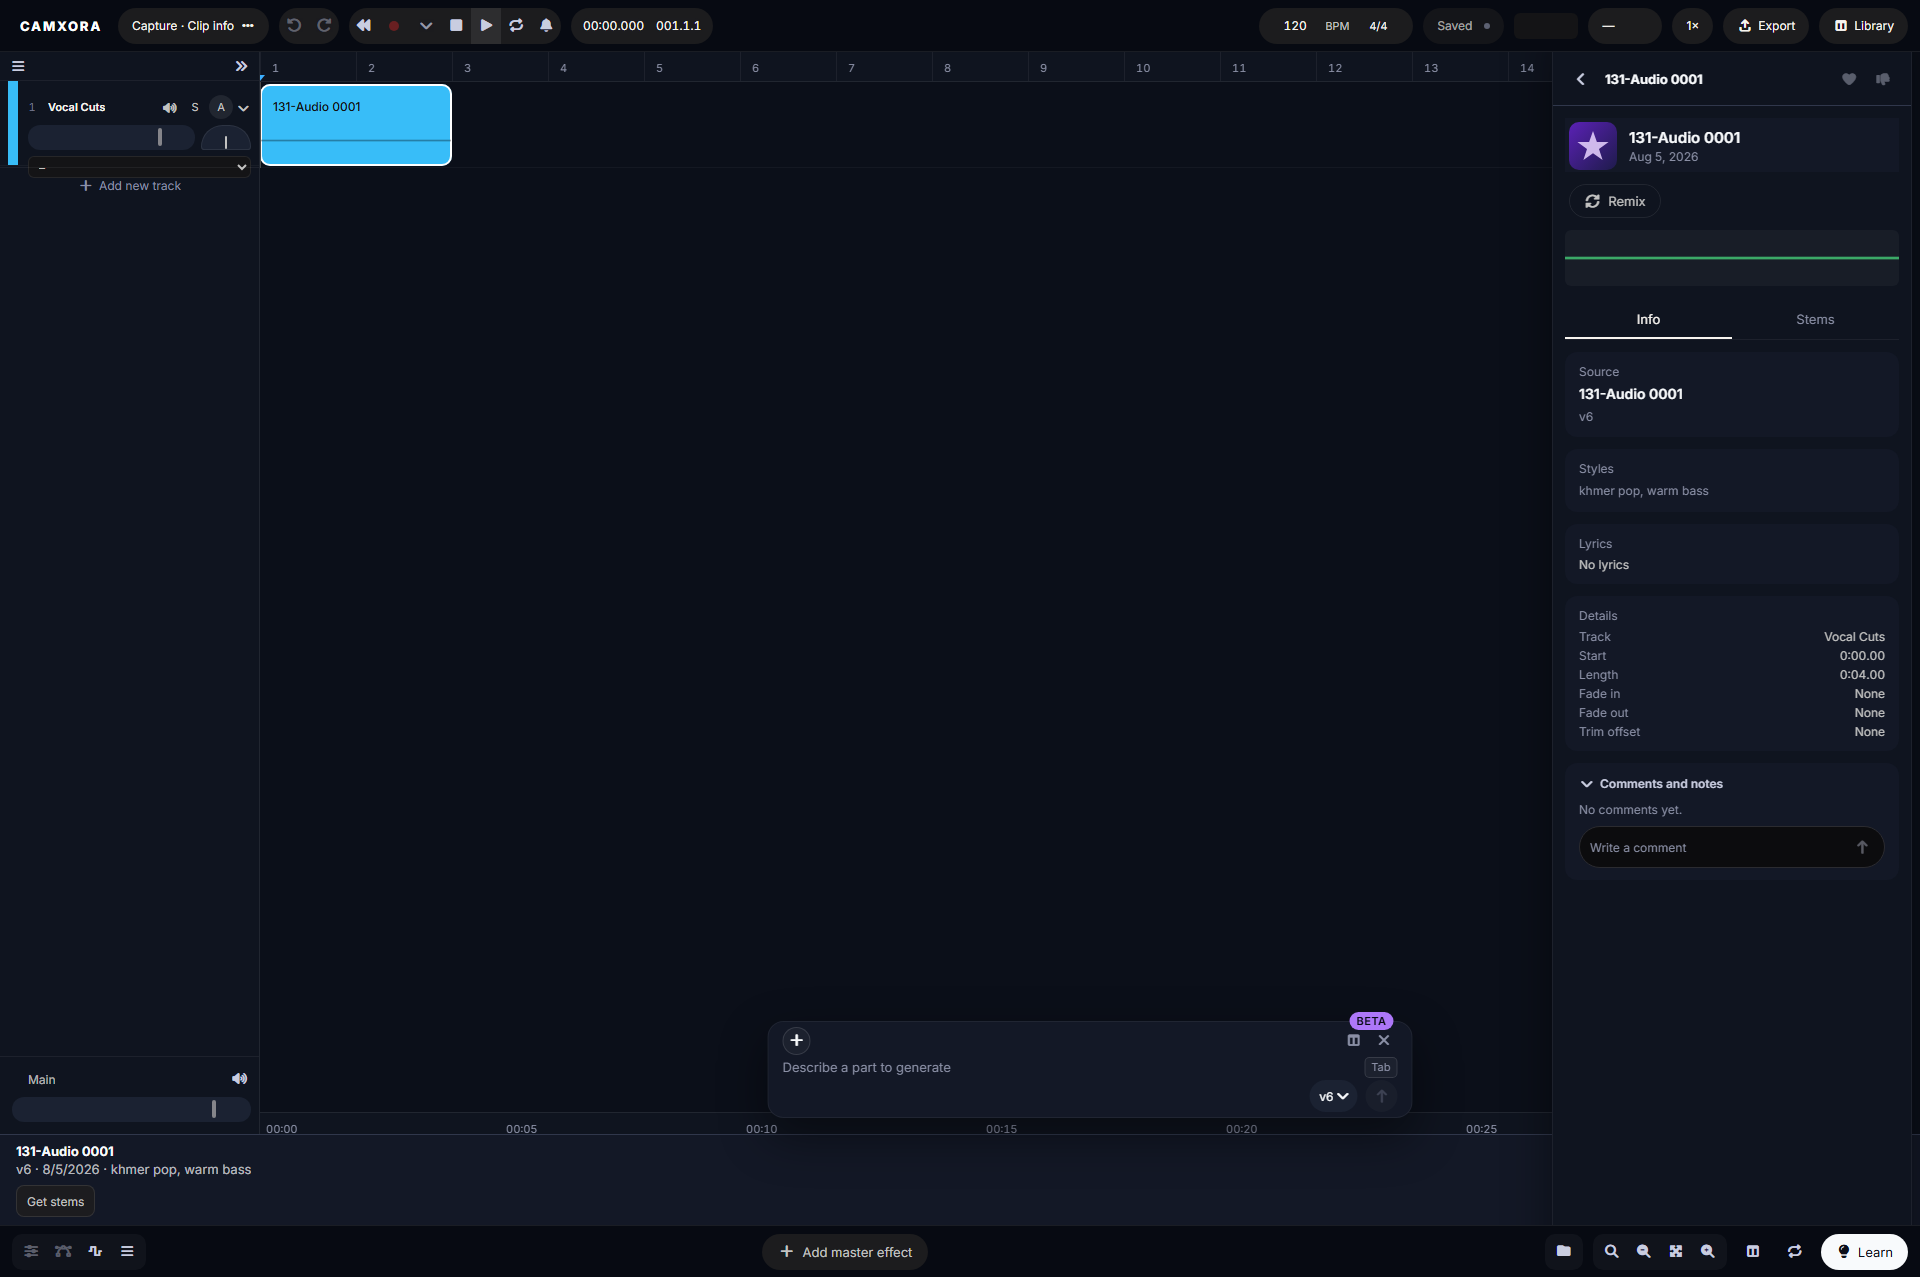 CAMXORA
Capture · Clip info
00:00.000 001.1.1
120 BPM 4/4
Saved
—
1×
Export
Library
1 2 3 4 5 6 7 8 9 10 11 12 13 14
1 Vocal Cuts S A
–
Add new track
131-Audio 0001
131-Audio 0001
131-Audio 0001
Aug 5, 2026
Remix
Info Stems
Source
131-Audio 0001
v6
Styles
khmer pop, warm bass
Lyrics
No lyrics
Details
Track Vocal Cuts
Start 0:00.00
Length 0:04.00
Fade in None
Fade out None
Trim offset None
Comments and notes
No comments yet.
Write a comment
BETA
Describe a part to generate
Tab
v6
Main
00:00 00:05 00:10 00:15 00:20 00:25
131-Audio 0001
v6 · 8/5/2026 · khmer pop, warm bass
Get stems
Add master effect
Learn